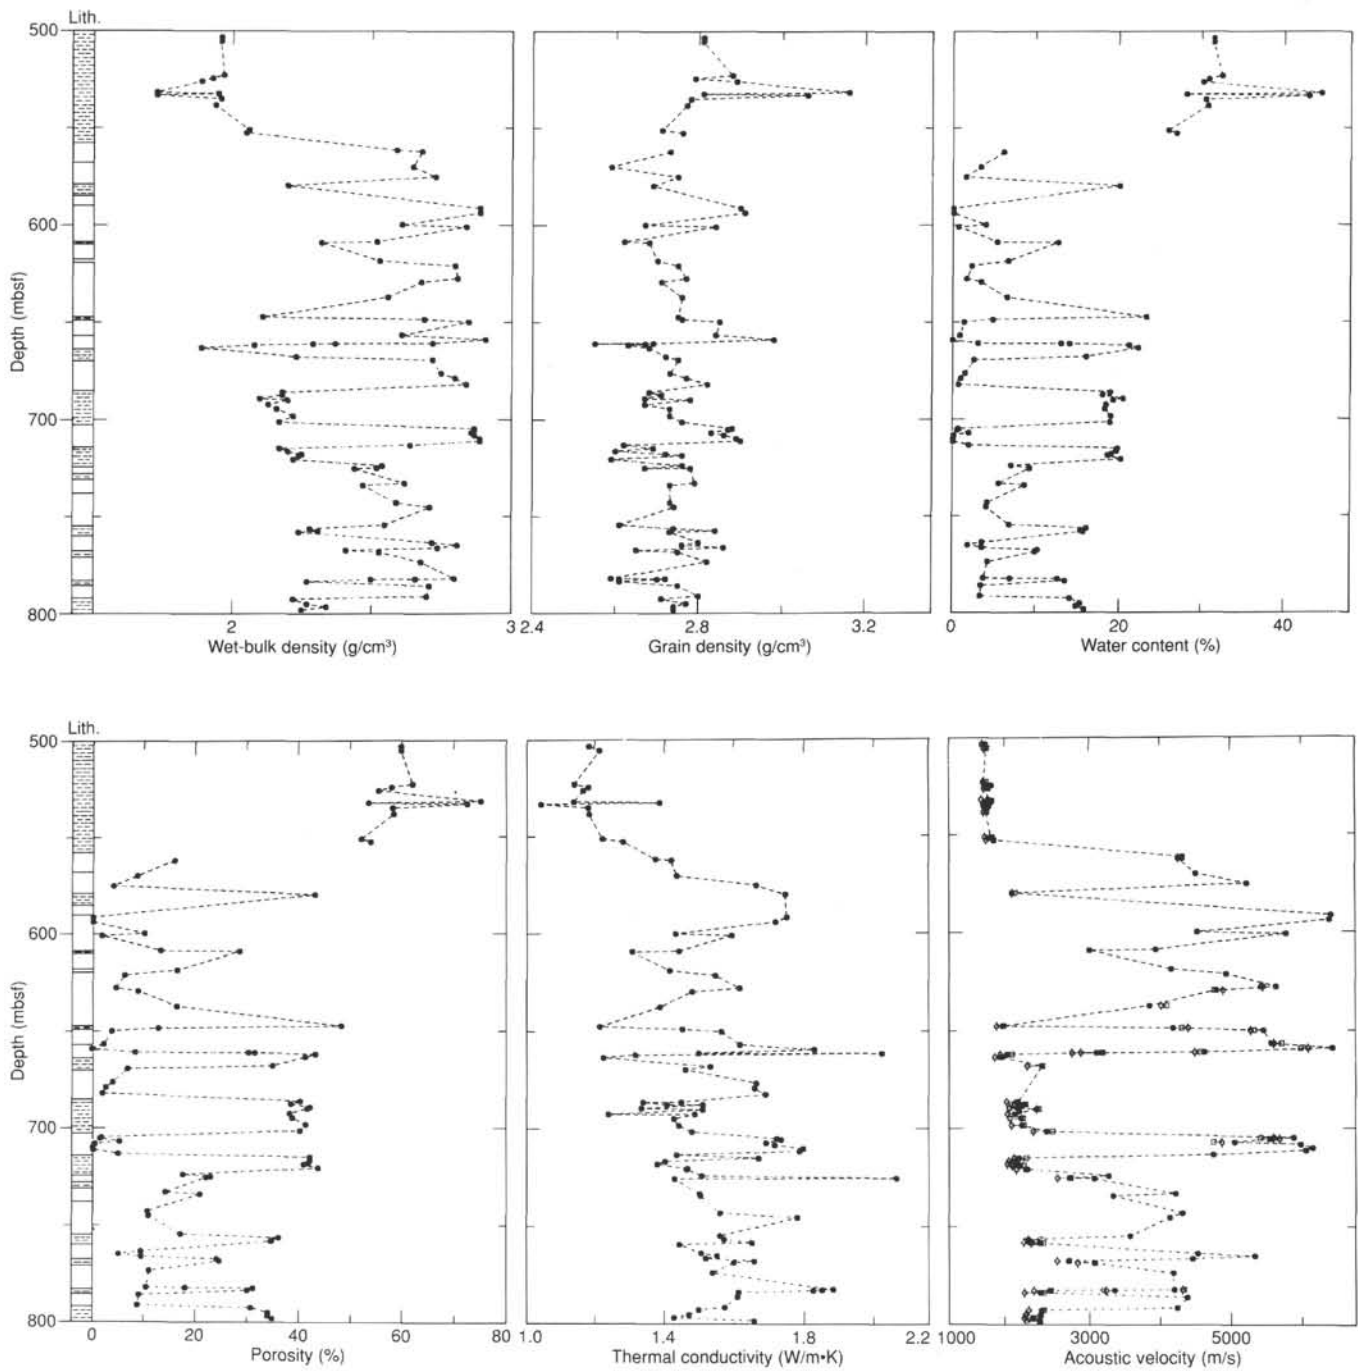 Lith.
500
600
700
800
Depth (mbsf)
2
3
2.4
2.8
3.2
0
20
40
Wet-bulk density (g/cm³)
Grain density (g/cm³)
Water content (%)
Lith.
500
600
700
800
Depth (mbsf)
0
20
40
60
80
1.0
1.4
1.8
2.2
1000
3000
5000
Porosity (%)
Thermal conductivity (W/m•K)
Acoustic velocity (m/s)